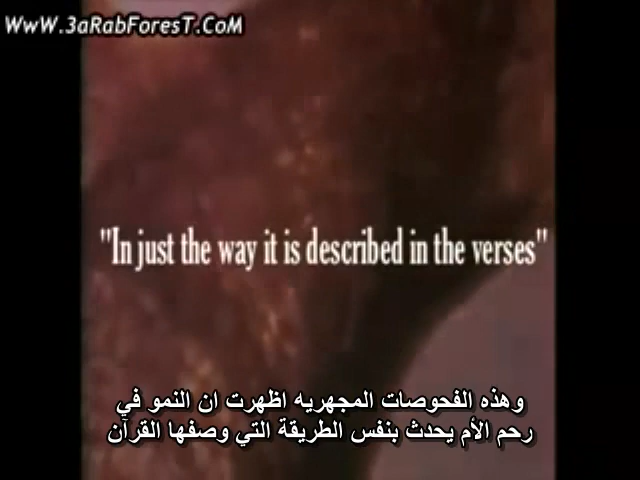 WwW.3aRabForesT.CoM
"In just the way it is described in the verses"
وهذه الفحوصات المجهريه اظهرت ان النمو في
رحم الأم يحدث بنفس الطريقة التي وصفها القرآن